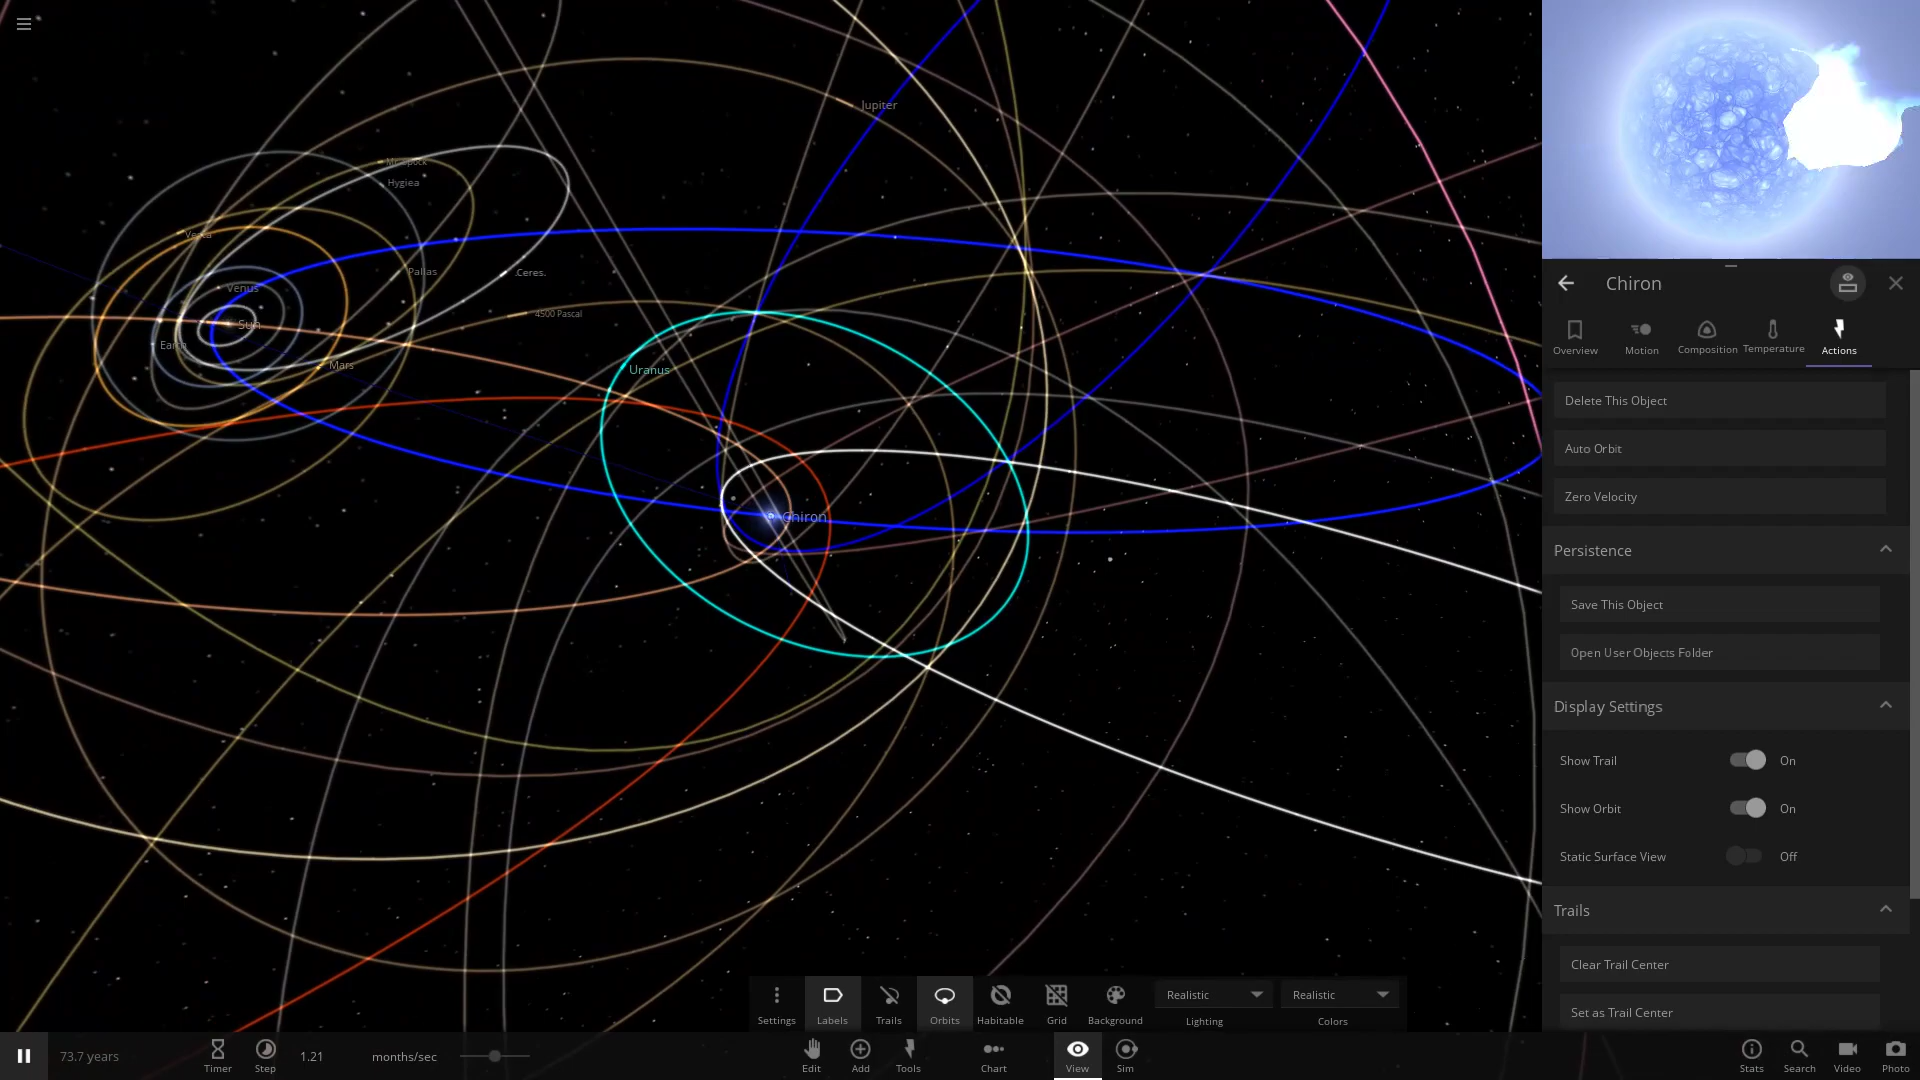 Jupiter
Mr. Spock
Hygiea
Vesta
Pallas
Ceres.
Venus
4500 Pascal
Sun
Earth
Mars
Uranus
Chiron
Chiron
Overview
Motion
Composition
Temperature
Actions
Delete This Object
Auto Orbit
Zero Velocity
Persistence
Save This Object
Open User Objects Folder
Display Settings
Show Trail On
Show Orbit On
Static Surface View Off
Trails
Clear Trail Center
Set as Trail Center
Settings
Labels
Trails
Orbits
Habitable
Grid
Background
Realistic
Lighting
Realistic
Colors
73.7 years
Timer
Step
1.21
months/sec
Edit
Add
Tools
Chart
View
Sim
Stats
Search
Video
Photo